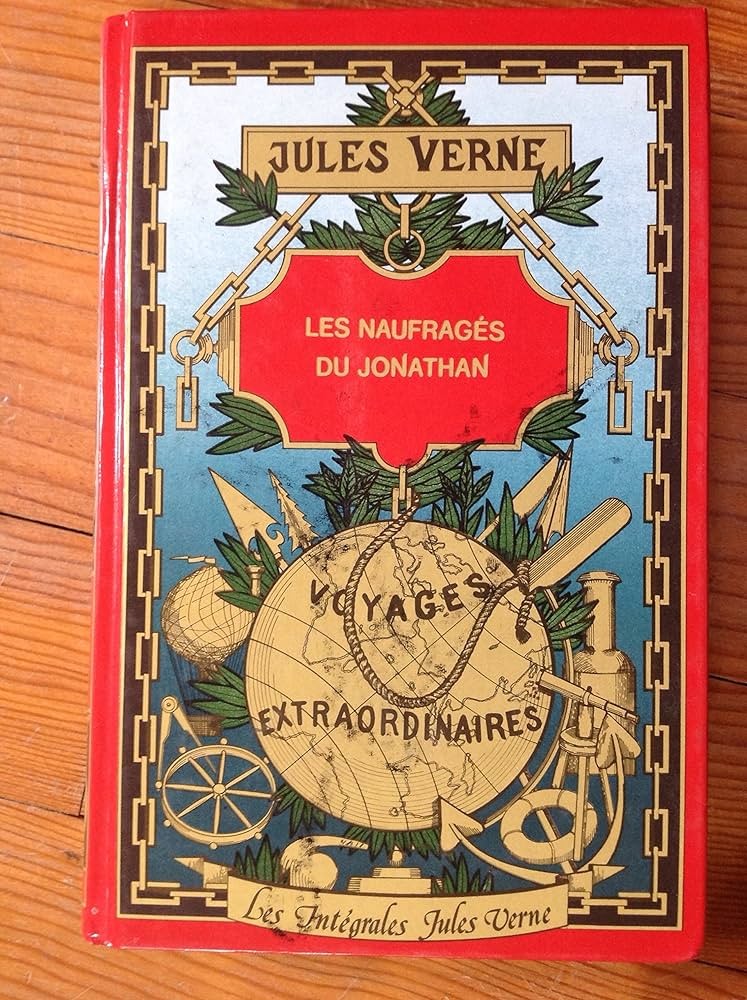 JULES VERNE
LES NAUFRAGÉS
DU JONATHAN
VOYAGES
EXTRAORDINAIRES
Les Intégrales Jules Verne